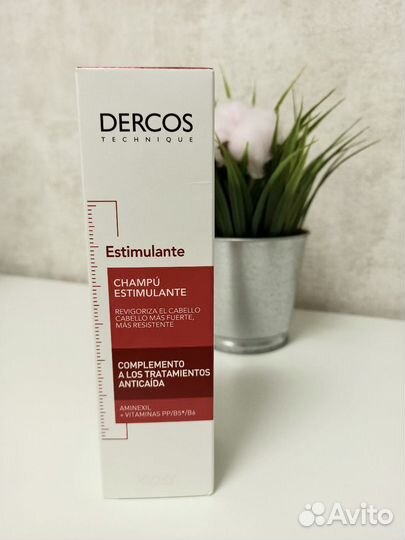 DERCOS
TECHNIQUE
Estimulante
CHAMPÚ
ESTIMULANTE
REVIGORIZA EL CABELLO
CABELLO MÁS FUERTE,
MÁS RESISTENTE
COMPLEMENTO
A LOS TRATAMIENTOS
ANTICAÍDA
AMINEXIL
+ VITAMINAS PP/B5*/B6
VICHY
Avito